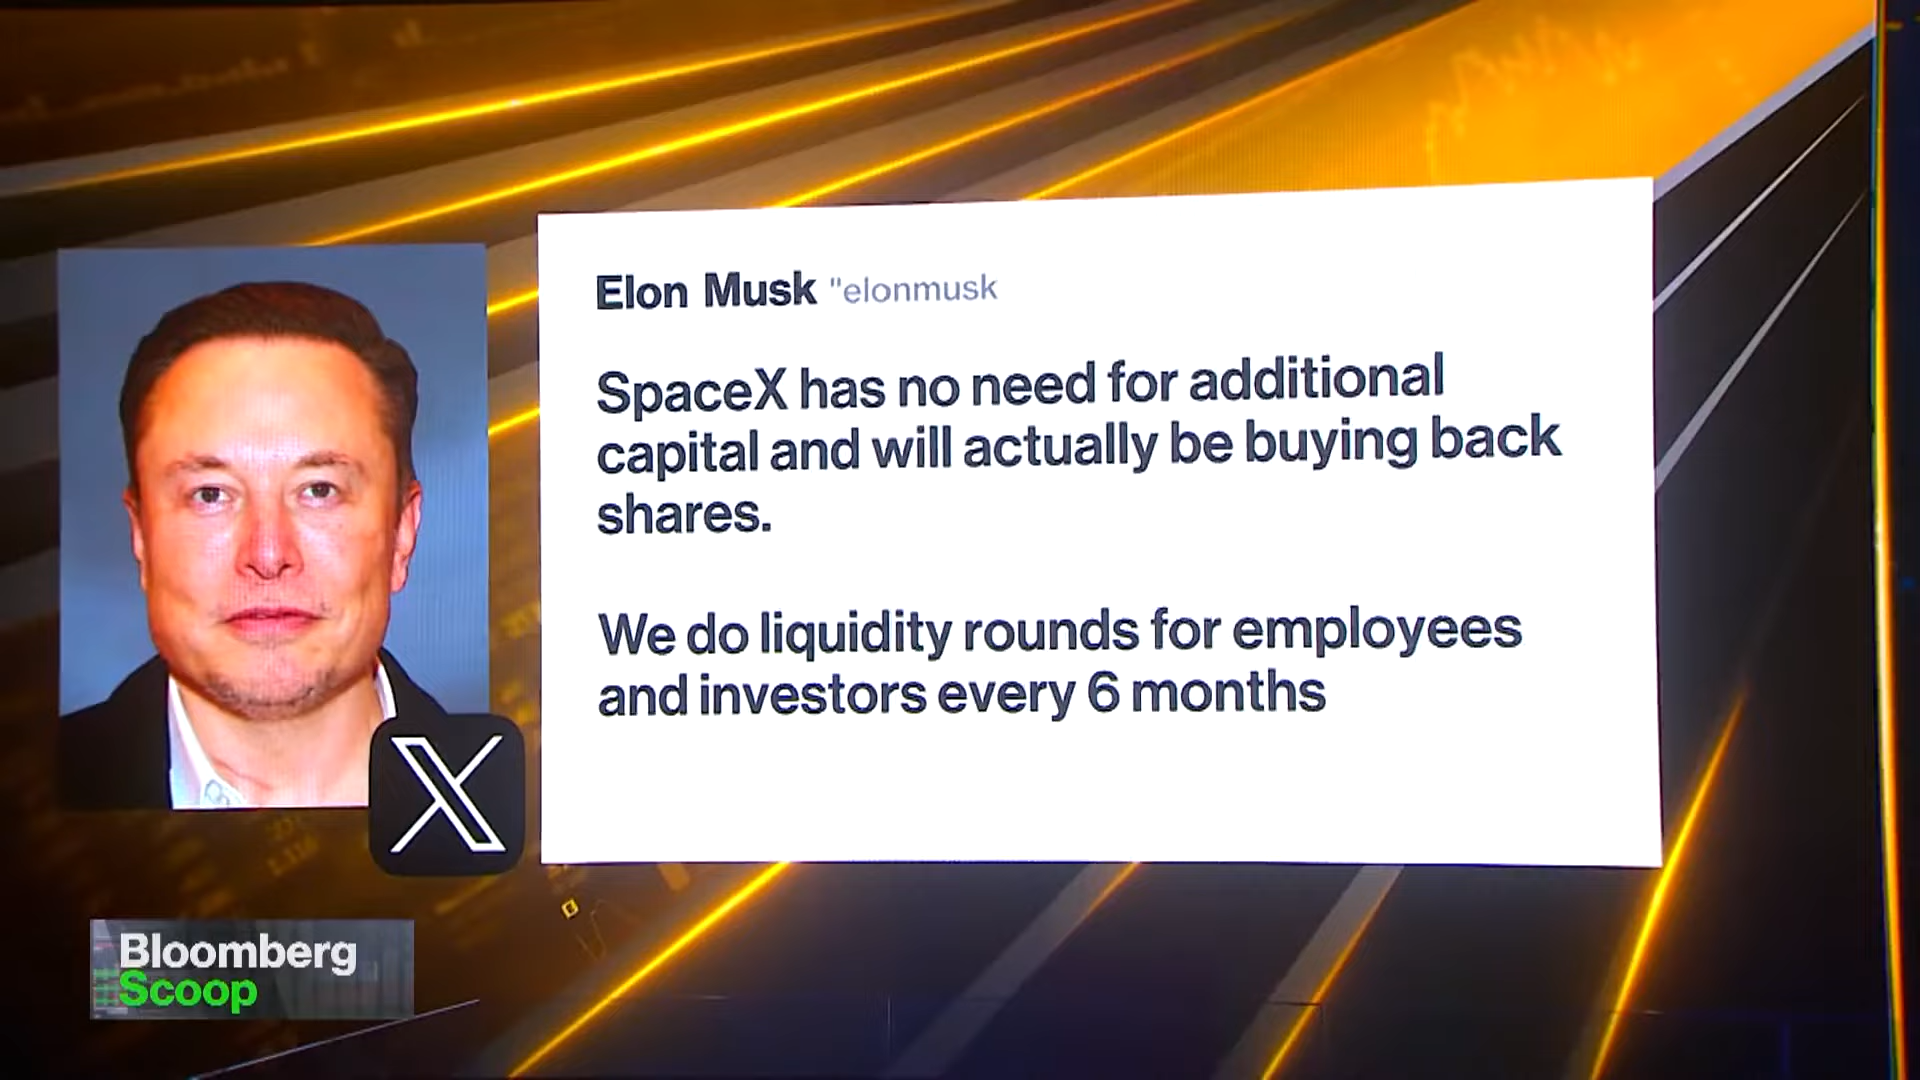 Elon Musk "elonmusk
SpaceX has no need for additional
capital and will actually be buying back
shares.
We do liquidity rounds for employees
and investors every 6 months
X
Bloomberg
Scoop